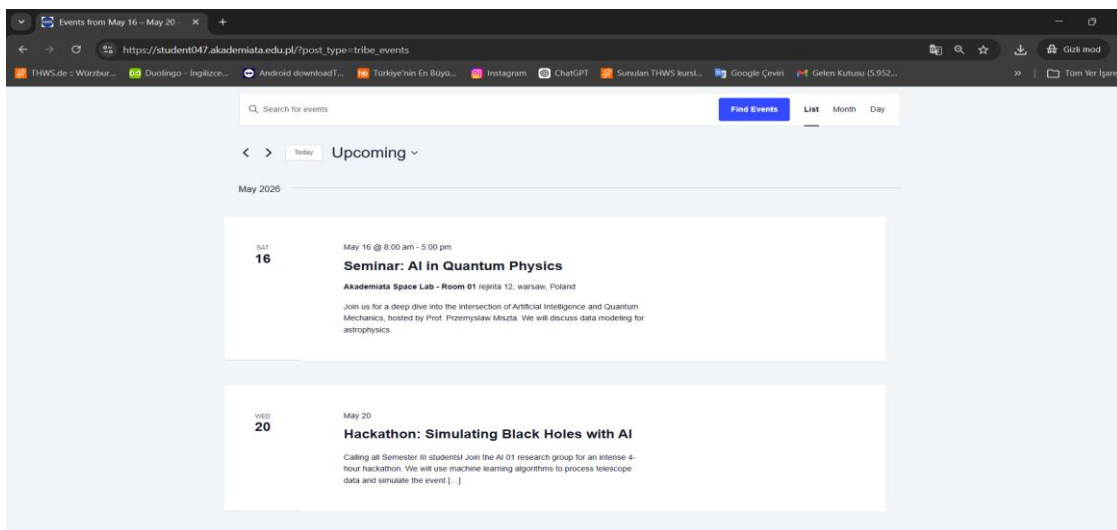 Events from May 16 – May 20 -
https://student047.akademiata.edu.pl/?post_type=tribe_events
Gizli mod
THWS.de :: Würzbur...
Duolingo - İngilizce...
Android downloadT...
Türkiye'nin En Büyü...
Instagram
ChatGPT
Sunulan THWS kursl...
Google Çeviri
Gelen Kutusu (5.952...
Tüm Yer İşare
Search for events
Find Events
List Month Day
Today
Upcoming
May 2026
SAT
16
May 16 @ 8:00 am - 5:00 pm
Seminar: AI in Quantum Physics
Akademiata Space Lab - Room 01 rejinta 12, warsaw, Poland
Join us for a deep dive into the intersection of Artificial Intelligence and Quantum
Mechanics, hosted by Prof. Przemyslaw Miszta. We will discuss data modeling for
astrophysics.
WED
20
May 20
Hackathon: Simulating Black Holes with AI
Calling all Semester III students! Join the AI 01 research group for an intense 4-
hour hackathon. We will use machine learning algorithms to process telescope
data and simulate the event [...]